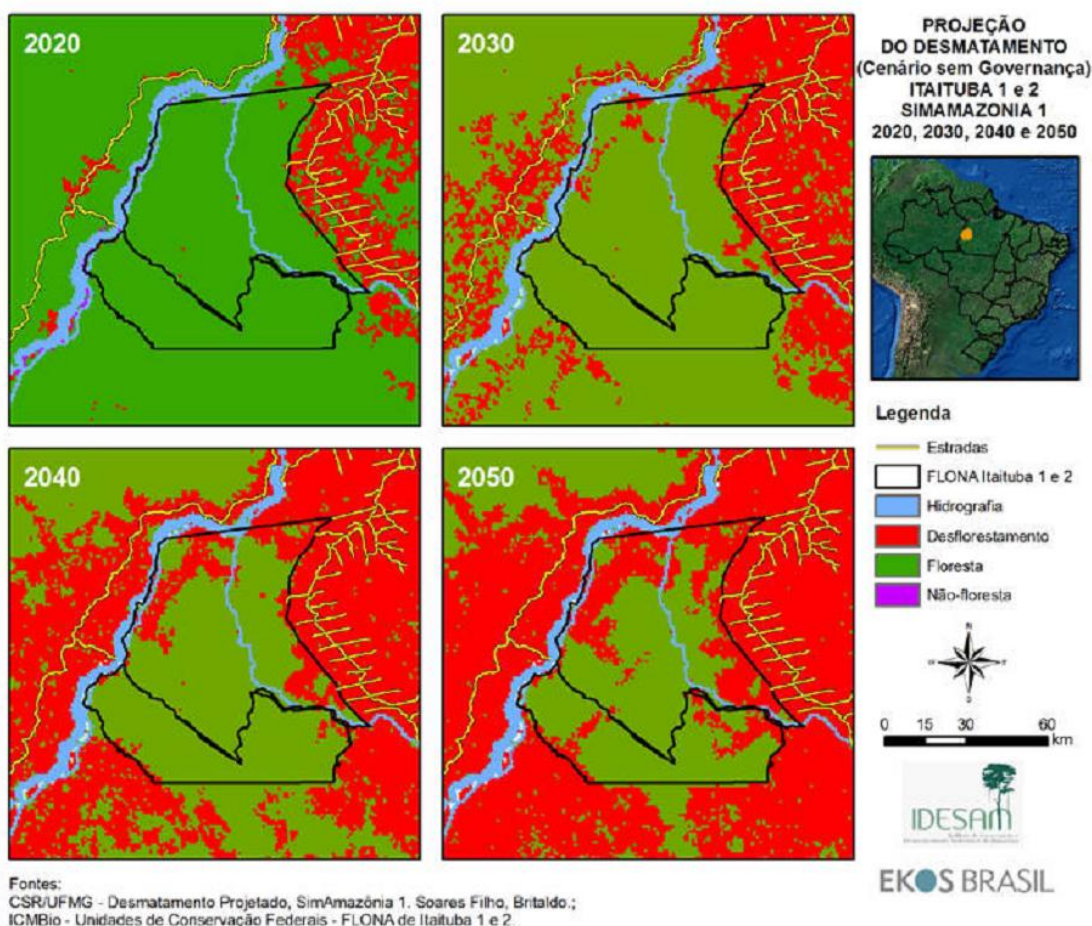 2020
2030
2040
2050
PROJEÇÃO
DO DESMATAMENTO
(Cenário sem Governança)
ITAITUBA 1 e 2
SIMAMAZONIA 1
2020, 2030, 2040 e 2050
Legenda
Estradas
FLONA Itaituba 1 e 2
Hidrografia
Desflorestamento
Floresta
Não-floresta
N
0 15 30 60
km
IDESAM
EKOS BRASIL
Fontes:
CSR/UFMG - Desmatamento Projetado, SimAmazônia 1. Soares Filho, Britaldo.;
ICMBio - Unidades de Conservação Federais - FLONA de Itaituba 1 e 2.